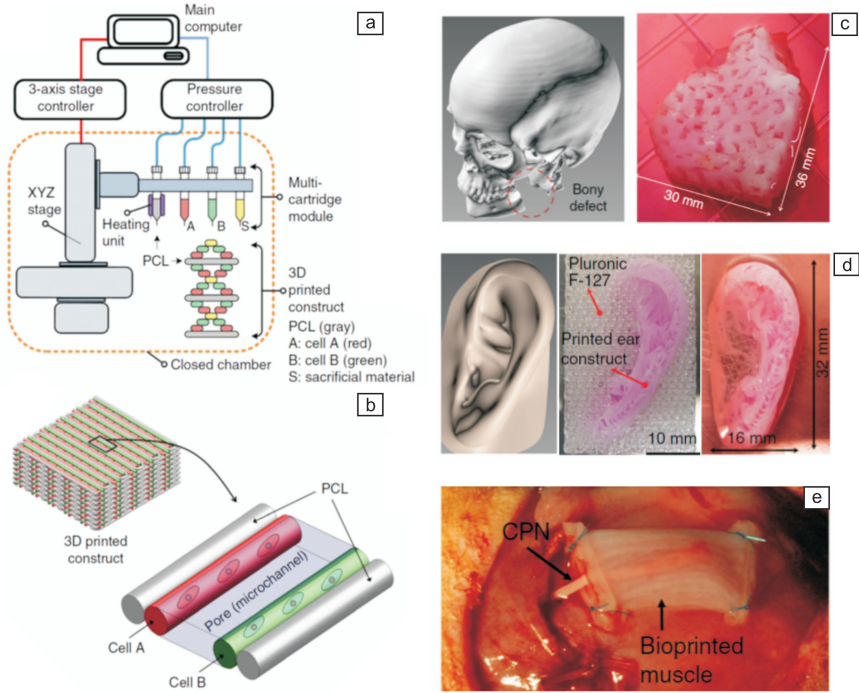 a
Main
computer
3-axis stage
controller
Pressure
controller
XYZ
stage
Heating
unit
A
B
S
PCL
Multi-
cartridge
module
3D
printed
construct
PCL (gray)
A: cell A (red)
B: cell B (green)
S: sacrificial material
Closed chamber
b
3D printed
construct
PCL
Pore (microchannel)
Cell A
Cell B
c
Bony
defect
30 mm
36 mm
d
Pluronic
F-127
Printed ear
construct
10 mm
16 mm
32 mm
e
CPN
Bioprinted
muscle